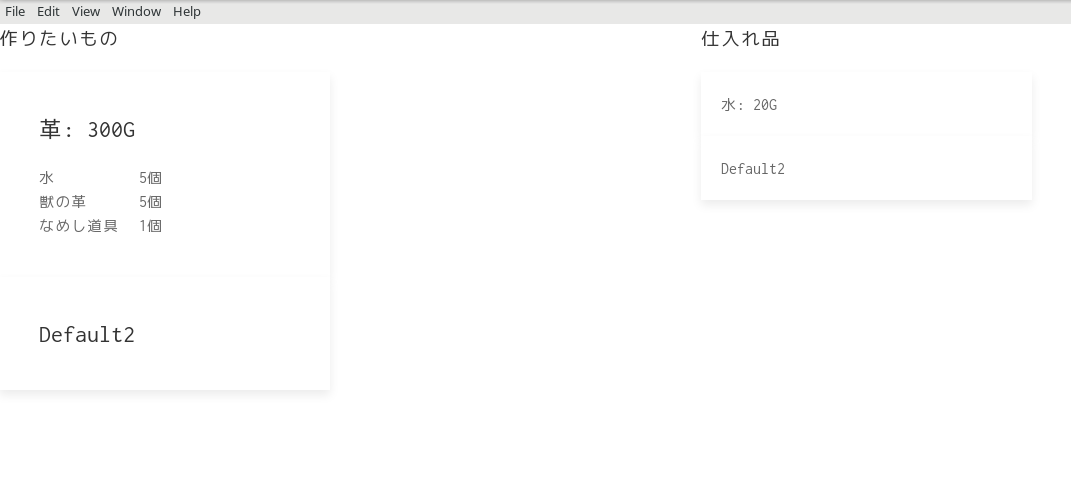 File Edit View Window Help
作りたいもの
革: 300G
水 5個
獣の革 5個
なめし道具 1個
Default2
仕入れ品
水: 20G
Default2